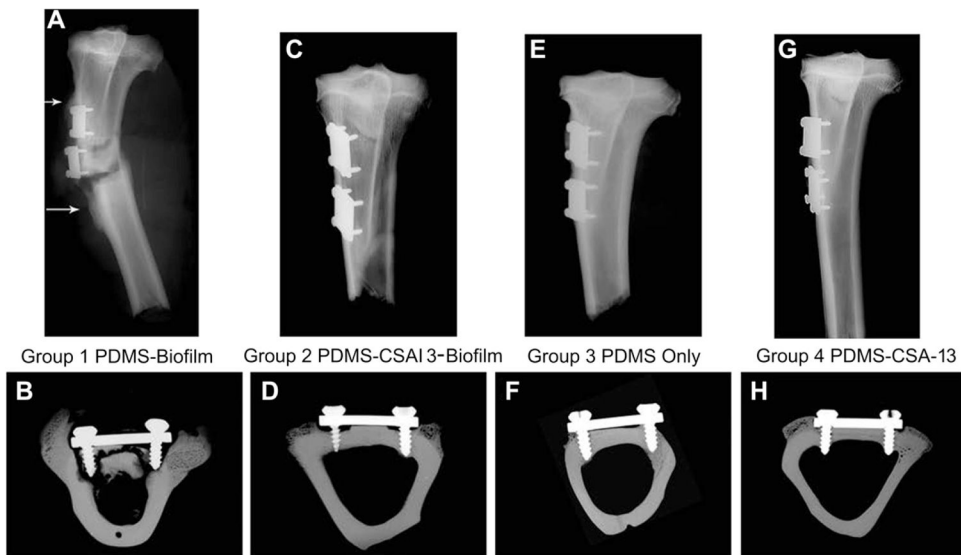 A
C
E
G
Group 1 PDMS-Biofilm
Group 2 PDMS-CSAI 3-Biofilm
Group 3 PDMS Only
Group 4 PDMS-CSA-13
B
D
F
H